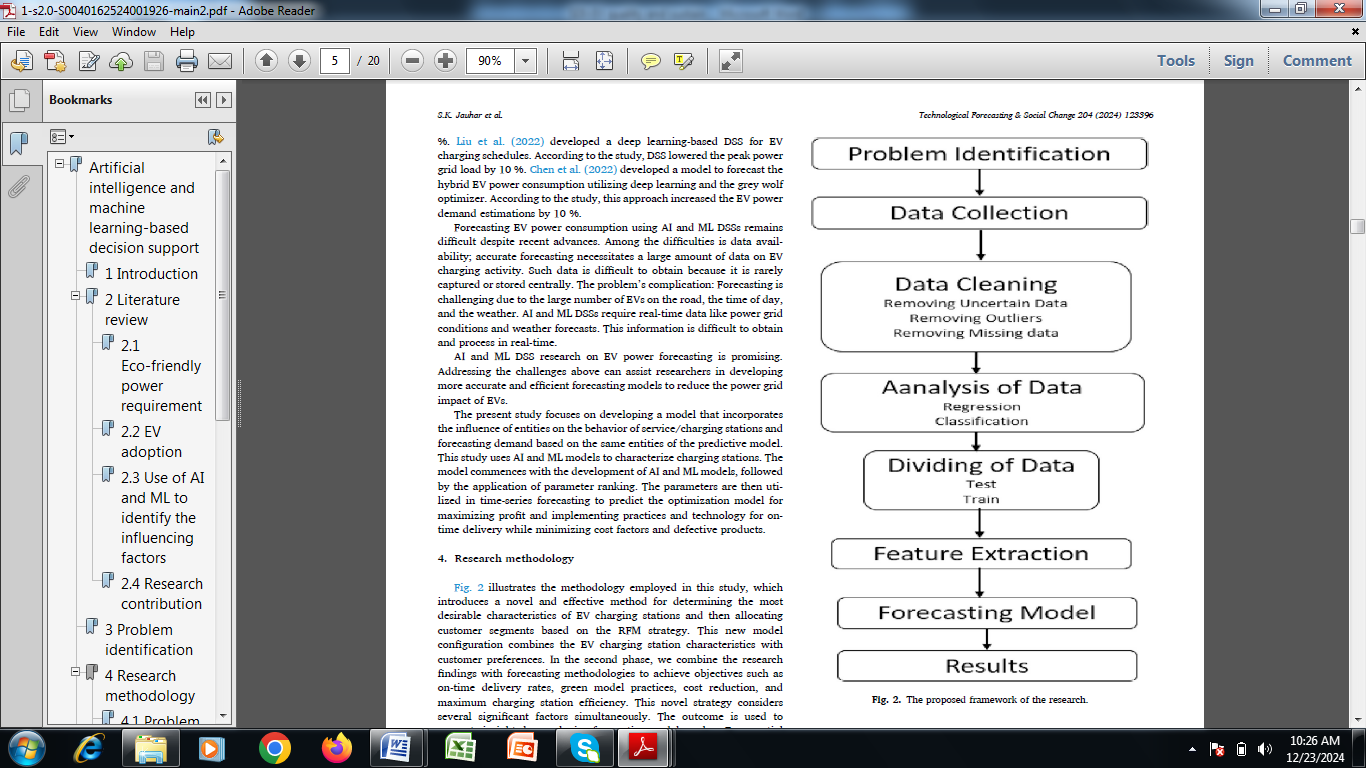 1-s2.0-S0040162524001926-main2.pdf - Adobe Reader
File Edit View Window Help
5 / 20
90%
Tools Sign Comment
Bookmarks
Artificial
intelligence and
machine
learning-based
decision support
1 Introduction
2 Literature
review
2.1
Eco-friendly
power
requirement
2.2 EV
adoption
2.3 Use of AI
and ML to
identify the
influencing
factors
2.4 Research
contribution
3 Problem
identification
4 Research
methodology
4.1 Problem
S.K. Jauhar et al.
Technological Forecasting & Social Change 204 (2024) 123396
%. Liu et al. (2022) developed a deep learning-based DSS for EV
charging schedules. According to the study, DSS lowered the peak power
grid load by 10 %. Chen et al. (2022) developed a model to forecast the
hybrid EV power consumption utilizing deep learning and the grey wolf
optimizer. According to the study, this approach increased the EV power
demand estimations by 10 %.
Forecasting EV power consumption using AI and ML DSSs remains
difficult despite recent advances. Among the difficulties is data avail-
ability; accurate forecasting necessitates a large amount of data on EV
charging activity. Such data is difficult to obtain because it is rarely
captured or stored centrally. The problem's complication: Forecasting is
challenging due to the large number of EVs on the road, the time of day,
and the weather. AI and ML DSSs require real-time data like power grid
conditions and weather forecasts. This information is difficult to obtain
and process in real-time.
AI and ML DSS research on EV power forecasting is promising.
Addressing the challenges above can assist researchers in developing
more accurate and efficient forecasting models to reduce the power grid
impact of EVs.
The present study focuses on developing a model that incorporates
the influence of entities on the behavior of service/charging stations and
forecasting demand based on the same entities of the predictive model.
This study uses AI and ML models to characterize charging stations. The
model commences with the development of AI and ML models, followed
by the application of parameter ranking. The parameters are then uti-
lized in time-series forecasting to predict the optimization model for
maximizing profit and implementing practices and technology for on-
time delivery while minimizing cost factors and defective products.
4. Research methodology
Fig. 2 illustrates the methodology employed in this study, which
introduces a novel and effective method for determining the most
desirable characteristics of EV charging stations and then allocating
customer segments based on the RFM strategy. This new model
configuration combines the EV charging station characteristics with
customer preferences. In the second phase, we combine the research
findings with forecasting methodologies to achieve objectives such as
on-time delivery rates, green model practices, cost reduction, and
maximum charging station efficiency. This novel strategy considers
several significant factors simultaneously. The outcome is used to
Problem Identification
Data Collection
Data Cleaning
Removing Uncertain Data
Removing Outliers
Removing Missing data
Aanalysis of Data
Regression
Classification
Dividing of Data
Test
Train
Feature Extraction
Forecasting Model
Results
Fig. 2. The proposed framework of the research.
10:26 AM
12/23/2024